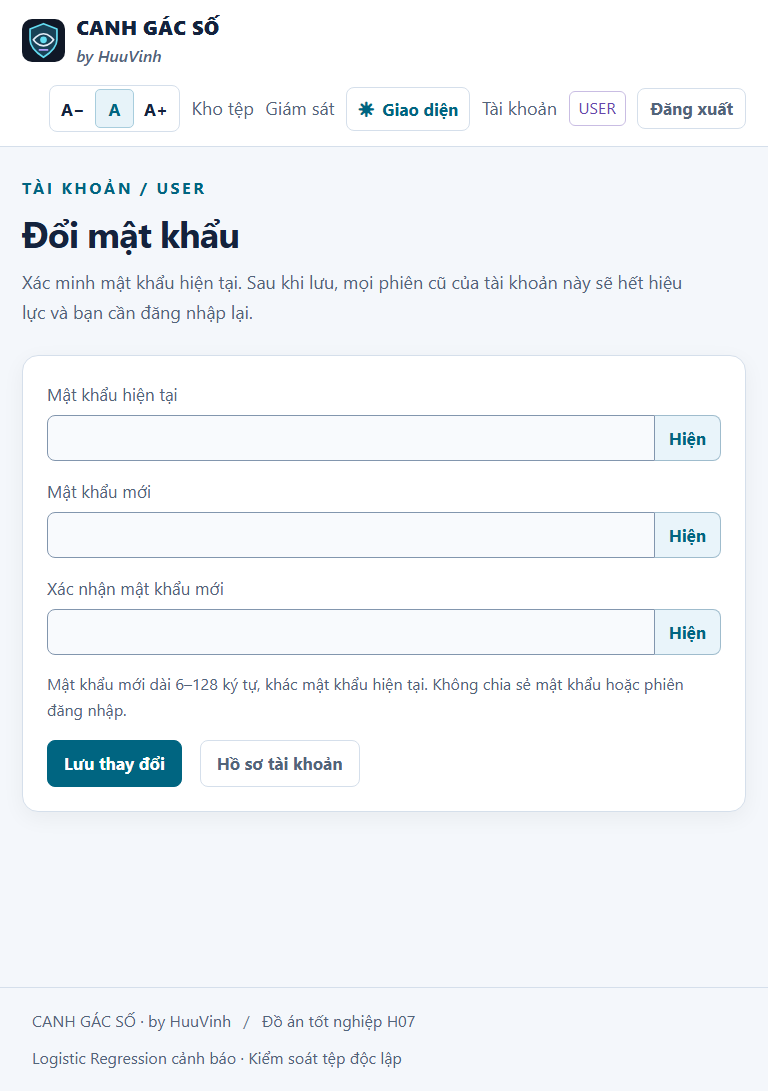 CANH GÁC SỐ
by HuuVinh
A− A A+ Kho tệp Giám sát Giao diện Tài khoản USER Đăng xuất
TÀI KHOẢN / USER
Đổi mật khẩu
Xác minh mật khẩu hiện tại. Sau khi lưu, mọi phiên cũ của tài khoản này sẽ hết hiệu
lực và bạn cần đăng nhập lại.
Mật khẩu hiện tại
Hiện
Mật khẩu mới
Hiện
Xác nhận mật khẩu mới
Hiện
Mật khẩu mới dài 6–128 ký tự, khác mật khẩu hiện tại. Không chia sẻ mật khẩu hoặc phiên
đăng nhập.
Lưu thay đổi Hồ sơ tài khoản
CANH GÁC SỐ · by HuuVinh / Đồ án tốt nghiệp H07
Logistic Regression cảnh báo · Kiểm soát tệp độc lập